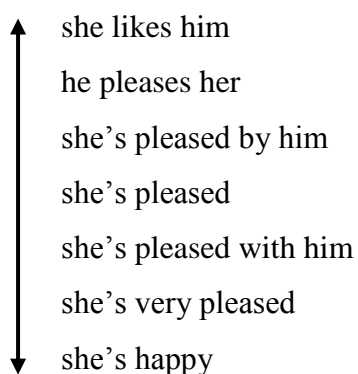 she likes him
he pleases her
she’s pleased by him
she’s pleased
she’s pleased with him
she’s very pleased
she’s happy